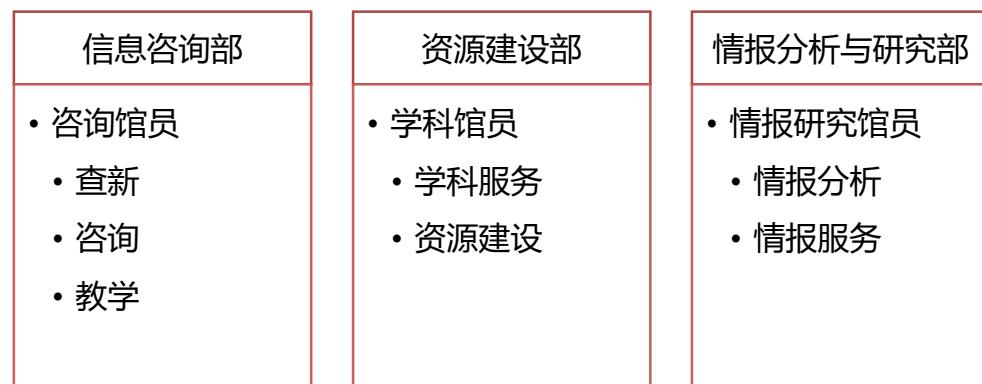 信息咨询部
• 咨询馆员
• 查新
• 咨询
• 教学
资源建设部
• 学科馆员
• 学科服务
• 资源建设
情报分析与研究部
• 情报研究馆员
• 情报分析
• 情报服务